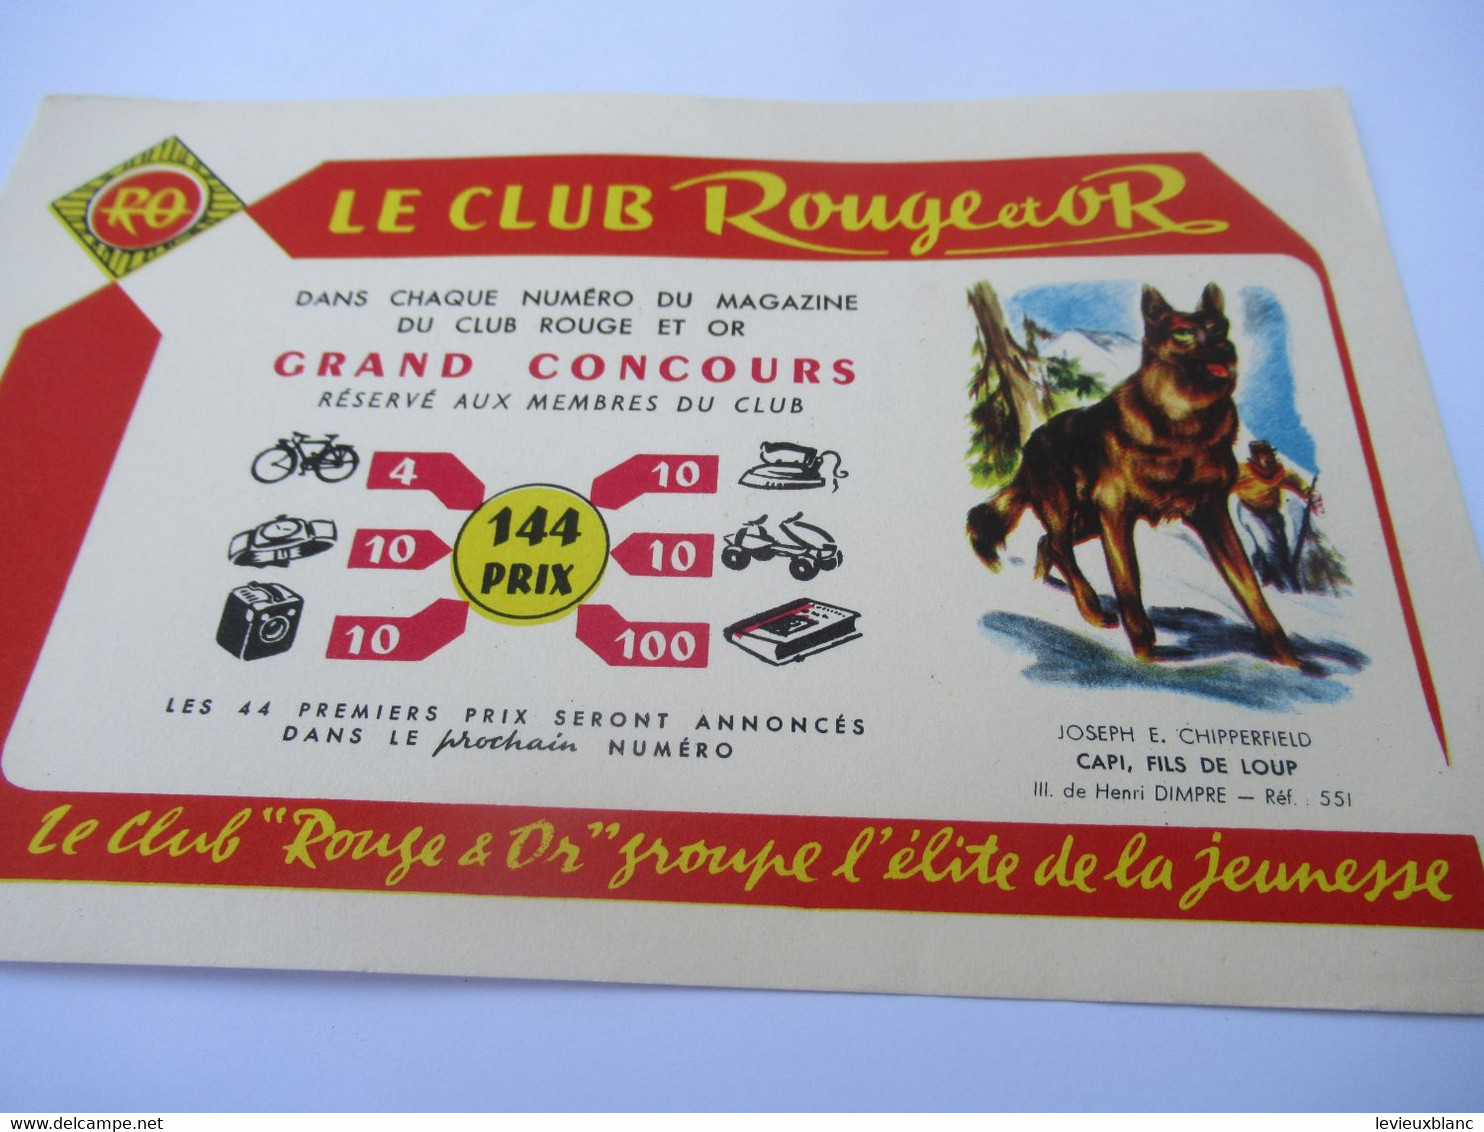 RO
LE CLUB Rouge et OR
DANS CHAQUE NUMÉRO DU MAGAZINE
DU CLUB ROUGE ET OR
GRAND CONCOURS
RÉSERVÉ AUX MEMBRES DU CLUB
4
10
10
144
PRIX
10
10
100
LES 44 PREMIERS PRIX SERONT ANNONCÉS
DANS LE prochain NUMÉRO
JOSEPH E. CHIPPERFIELD
CAPI, FILS DE LOUP
Ill. de Henri DIMPRE — Réf. : 551
Le Club "Rouge & Or" groupe l'élite de la jeunesse
delcampe.net
levieuxblanc